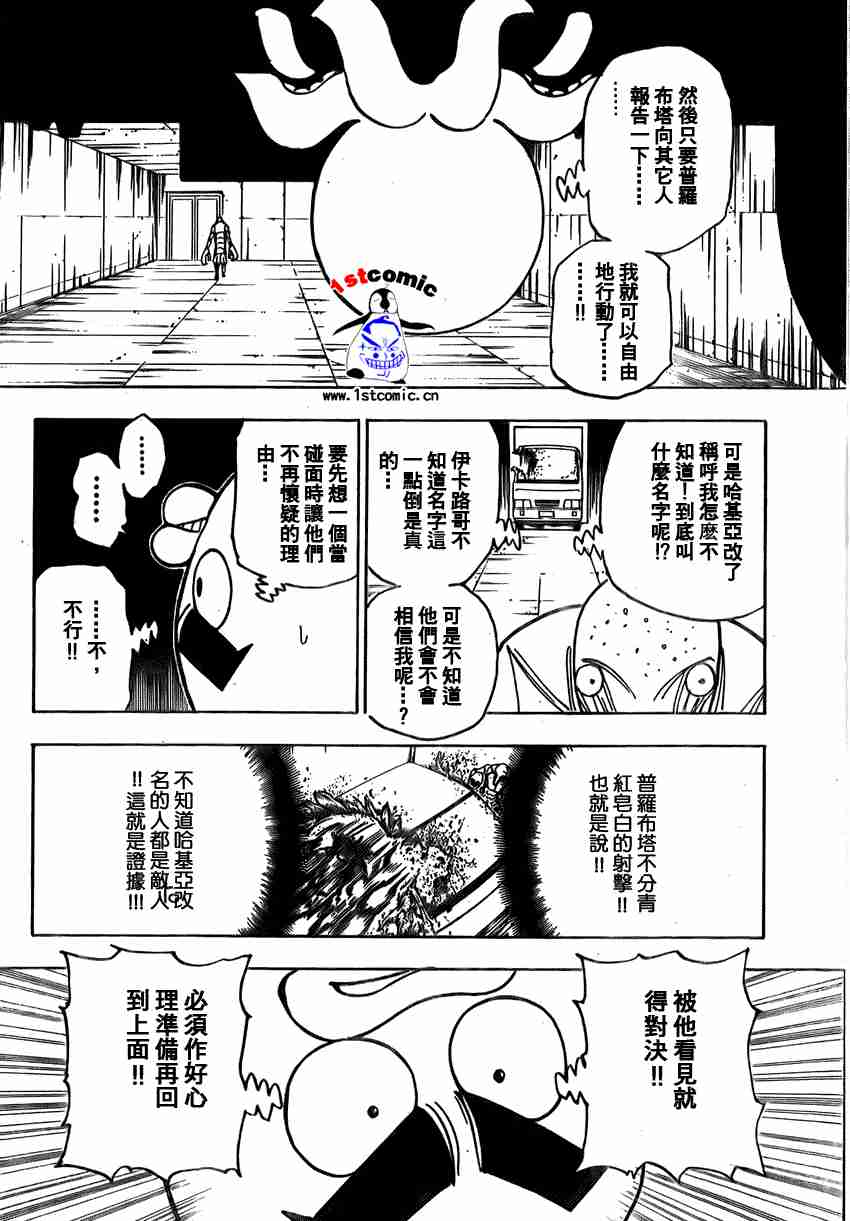 然後只要普羅
布塔向其它人
報告一下……
……
我就可以自由
地行動了……
……!!
1stcomic
www.1stcomic.cn
可是哈基亞改了
稱呼我怎麼不
知道！到底叫
什麼名字呢!?
伊卡路哥不
知道名字這
一點倒是真
的……
可是不知道
他們會不會
相信我呢……?
要先想一個當
碰面時讓他們
不再懷疑的理
由……
……
……
……不，
不行!!
普羅布塔不分青
紅皂白的射擊!!
也就是說!!
不知道哈基亞改
名的人都是敵人
!!這就是證據!!!
被他看見就
得對決!!
必須作好心
理準備再回
到上面!!